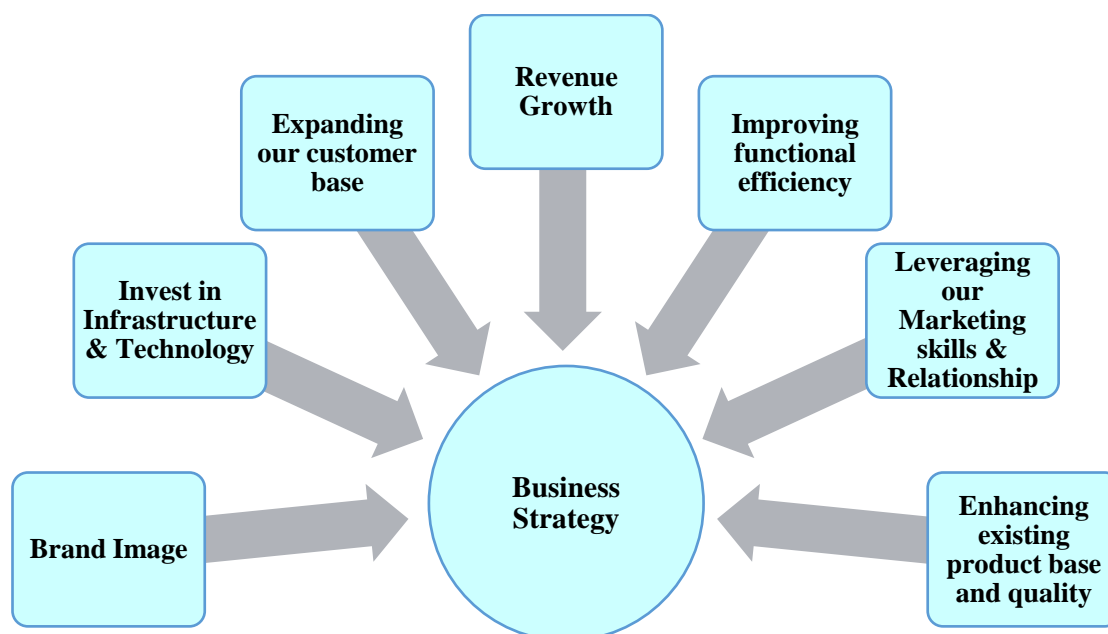 Revenue
Growth
Expanding
our customer
base
Improving
functional
efficiency
Invest in
Infrastructure
& Technology
Leveraging
our
Marketing
skills &
Relationship
Brand Image
Business
Strategy
Enhancing
existing
product base
and quality